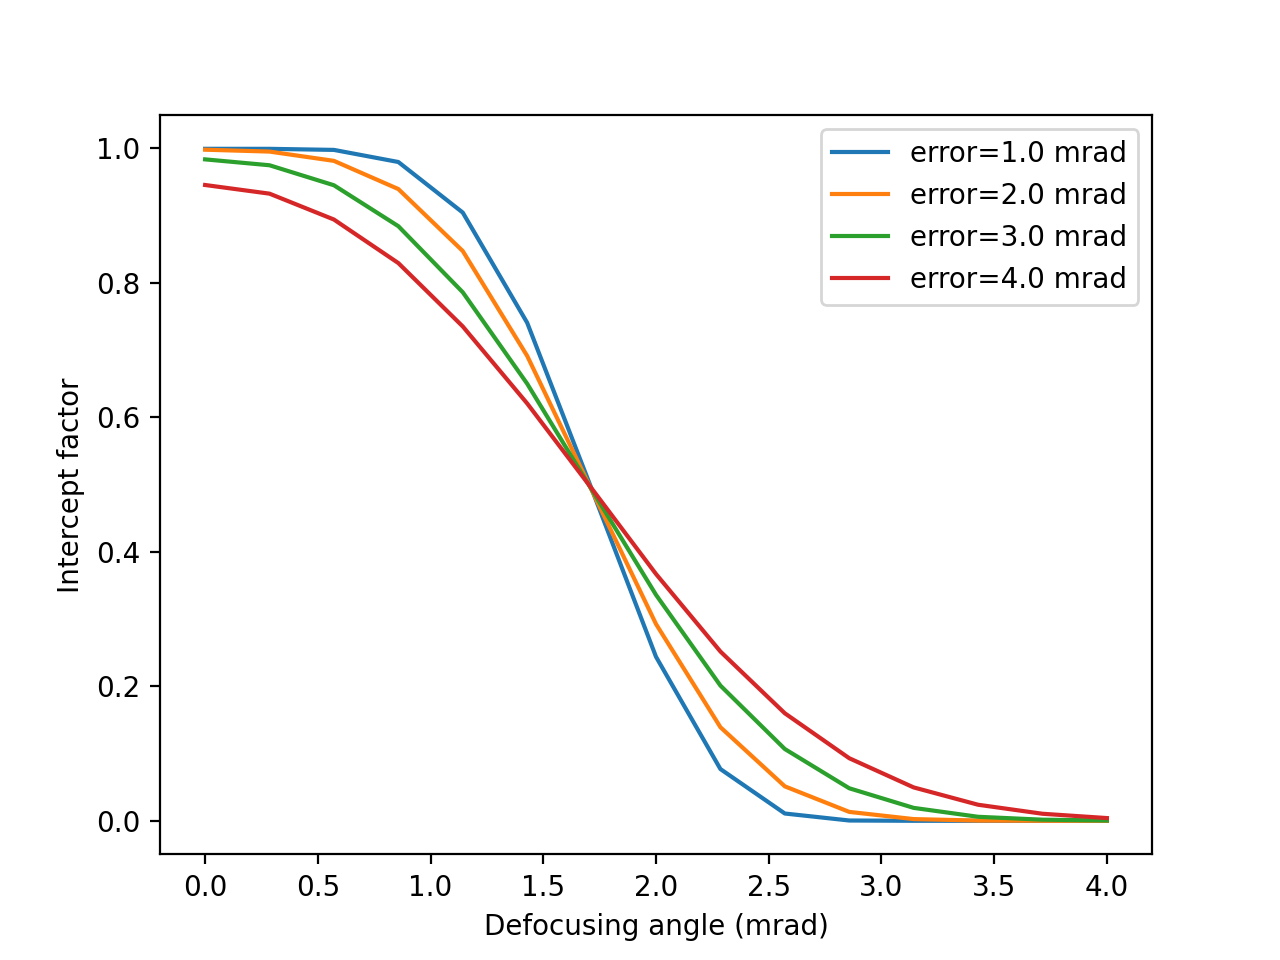 1.0
0.8
0.6
0.4
0.2
0.0
Intercept factor
error=1.0 mrad
error=2.0 mrad
error=3.0 mrad
error=4.0 mrad
0.0 0.5 1.0 1.5 2.0 2.5 3.0 3.5 4.0
Defocusing angle (mrad)